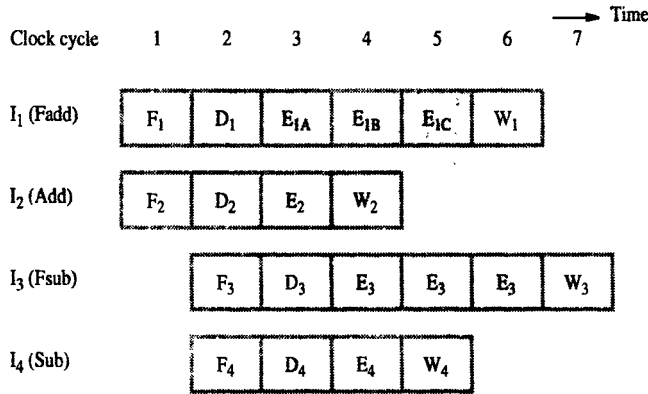 Time
Clock cycle 1 2 3 4 5 6 7
I1 (Fadd) F1 D1 E1A E1B E1C W1
I2 (Add) F2 D2 E2 W2
I3 (Fsub) F3 D3 E3 E3 E3 W3
I4 (Sub) F4 D4 E4 W4